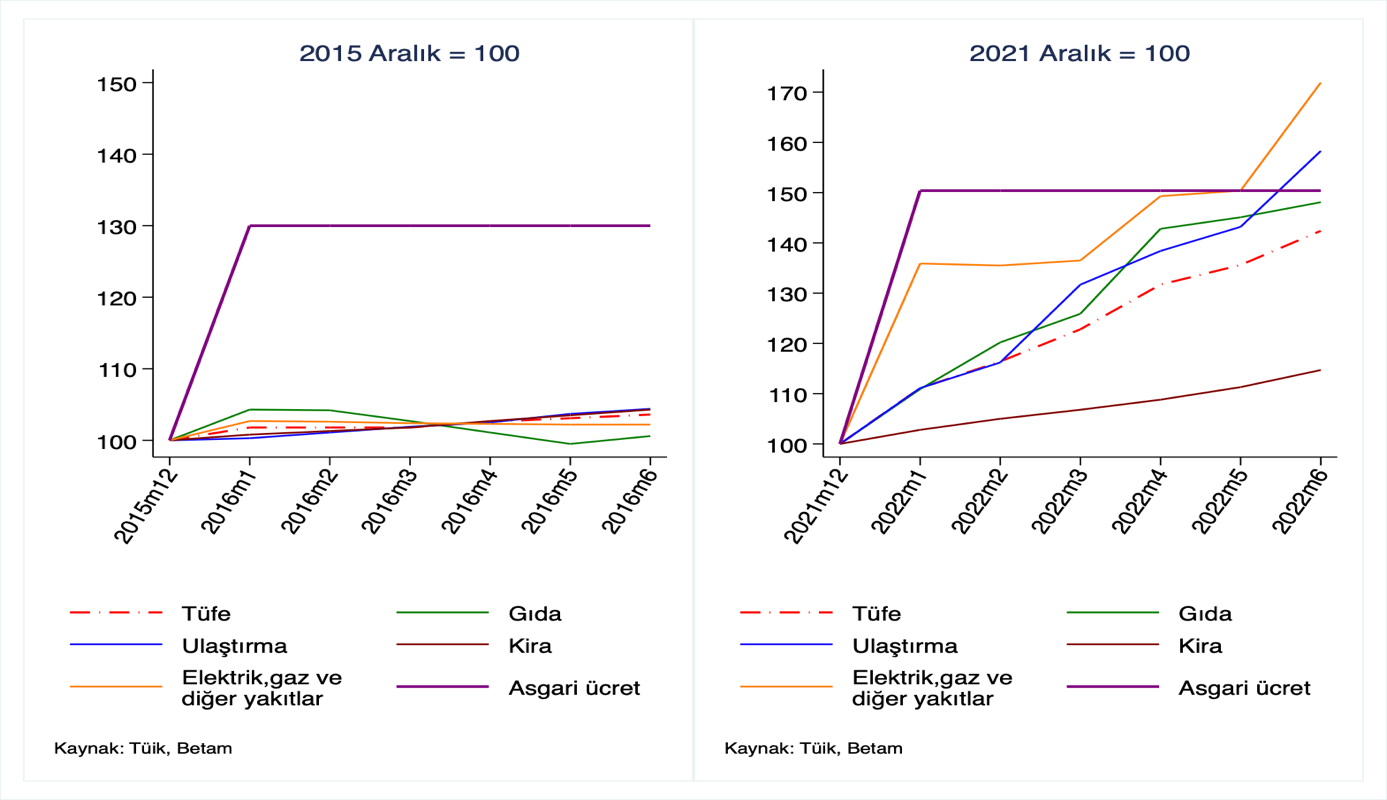 2015 Aralık = 100
150
140
130
120
110
100
2015m12
2016m1
2016m2
2016m3
2016m4
2016m5
2016m6
Tüfe
Gıda
Ulaştırma
Kira
Elektrik,gaz ve
diğer yakıtlar
Asgari ücret
Kaynak: Tüik, Betam
2021 Aralık = 100
170
160
150
140
130
120
110
100
2021m12
2022m1
2022m2
2022m3
2022m4
2022m5
2022m6
Tüfe
Gıda
Ulaştırma
Kira
Elektrik,gaz ve
diğer yakıtlar
Asgari ücret
Kaynak: Tüik, Betam